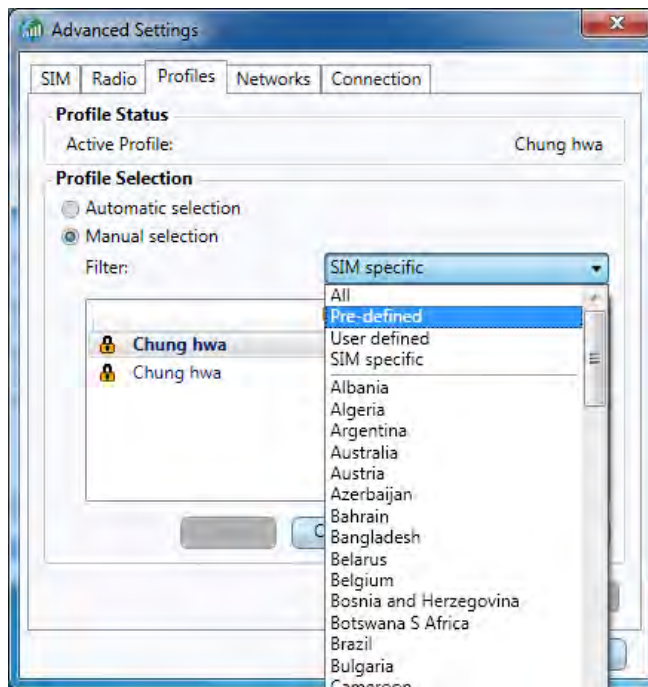 Advanced Settings
SIM Radio Profiles Networks Connection
Profile Status
Active Profile: Chung hwa
Profile Selection
Automatic selection
Manual selection
Filter: SIM specific
All
Pre-defined
User defined
SIM specific
Chung hwa
Chung hwa
Albania
Algeria
Argentina
Australia
Austria
Azerbaijan
Bahrain
Bangladesh
Belarus
Belgium
Bosnia and Herzegovina
Botswana S Africa
Brazil
Bulgaria
Cameroon